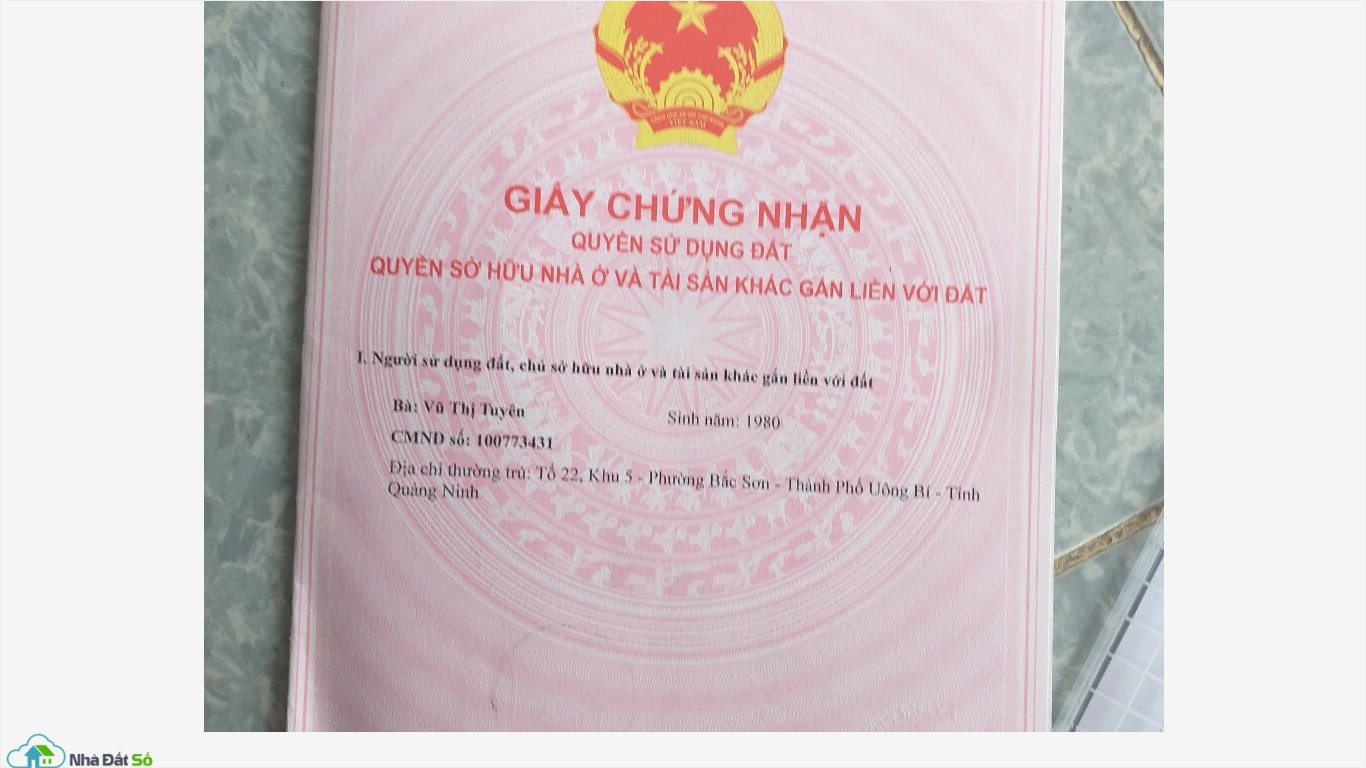 VIỆT NAM
GIẤY CHỨNG NHẬN
QUYỀN SỬ DỤNG ĐẤT
QUYỀN SỞ HỮU NHÀ Ở VÀ TÀI SẢN KHÁC GẮN LIỀN VỚI ĐẤT
I. Người sử dụng đất, chủ sở hữu nhà ở và tài sản khác gắn liền với đất
Bà: Vũ Thị Tuyên Sinh năm: 1980
CMND số: 100773431
Địa chỉ thường trú: Tổ 22, Khu 5 - Phường Bắc Sơn - Thành Phố Uông Bí - Tỉnh
Quảng Ninh
Nhà Đất Số